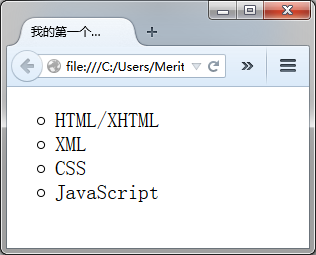 我的第一个...
file:///C:/Users/Merit
HTML/XHTML
XML
CSS
JavaScript